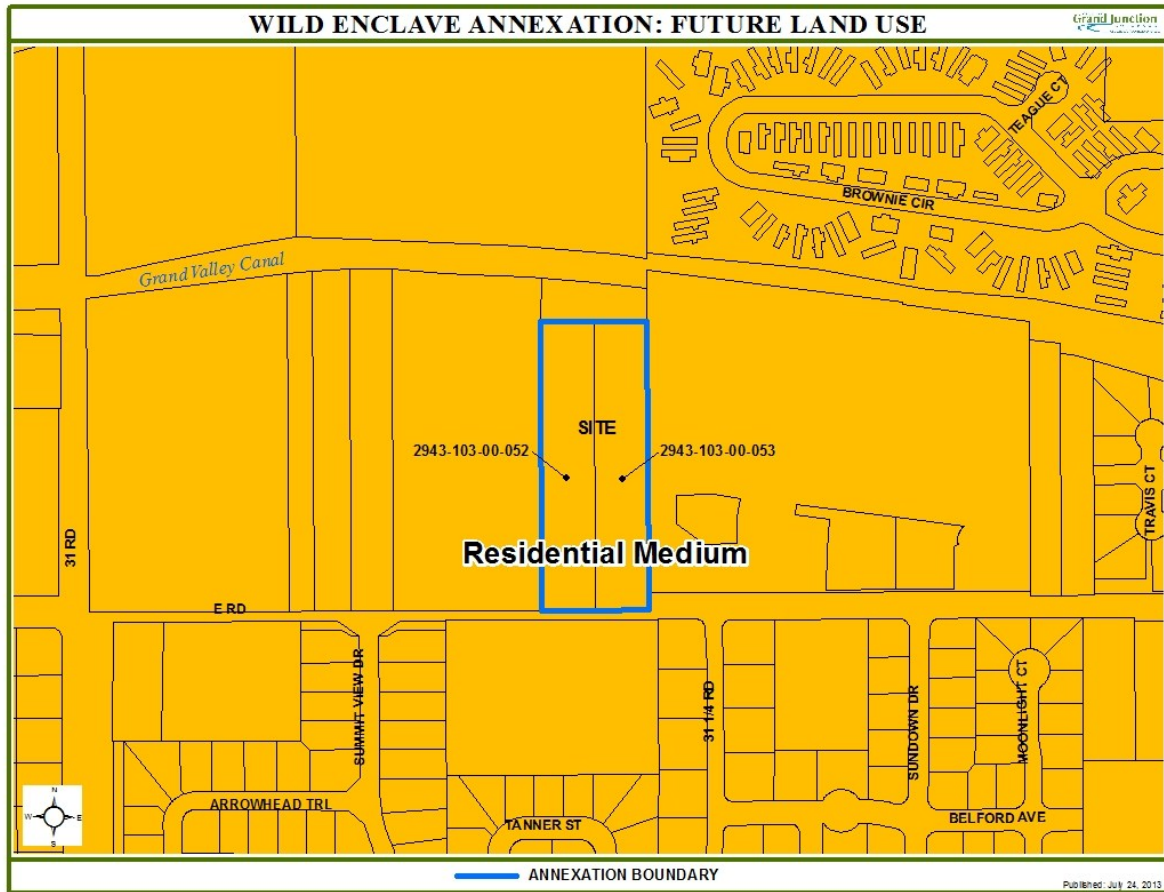 WILD ENCLAVE ANNEXATION: FUTURE LAND USE
Grand Junction
TEAGUE CT
BROWNIE CIR
Grand Valley Canal
SITE
2943-103-00-052
2943-103-00-053
TRAVIS CT
31 RD
Residential Medium
E RD
SUMMIT VIEW DR
31 1/4 RD
SUNDOWN DR
MOONLIGHT CT
N
W
E
S
ARROWHEAD TRL
TANNER ST
BELFORD AVE
ANNEXATION BOUNDARY
Published: July 24, 2013